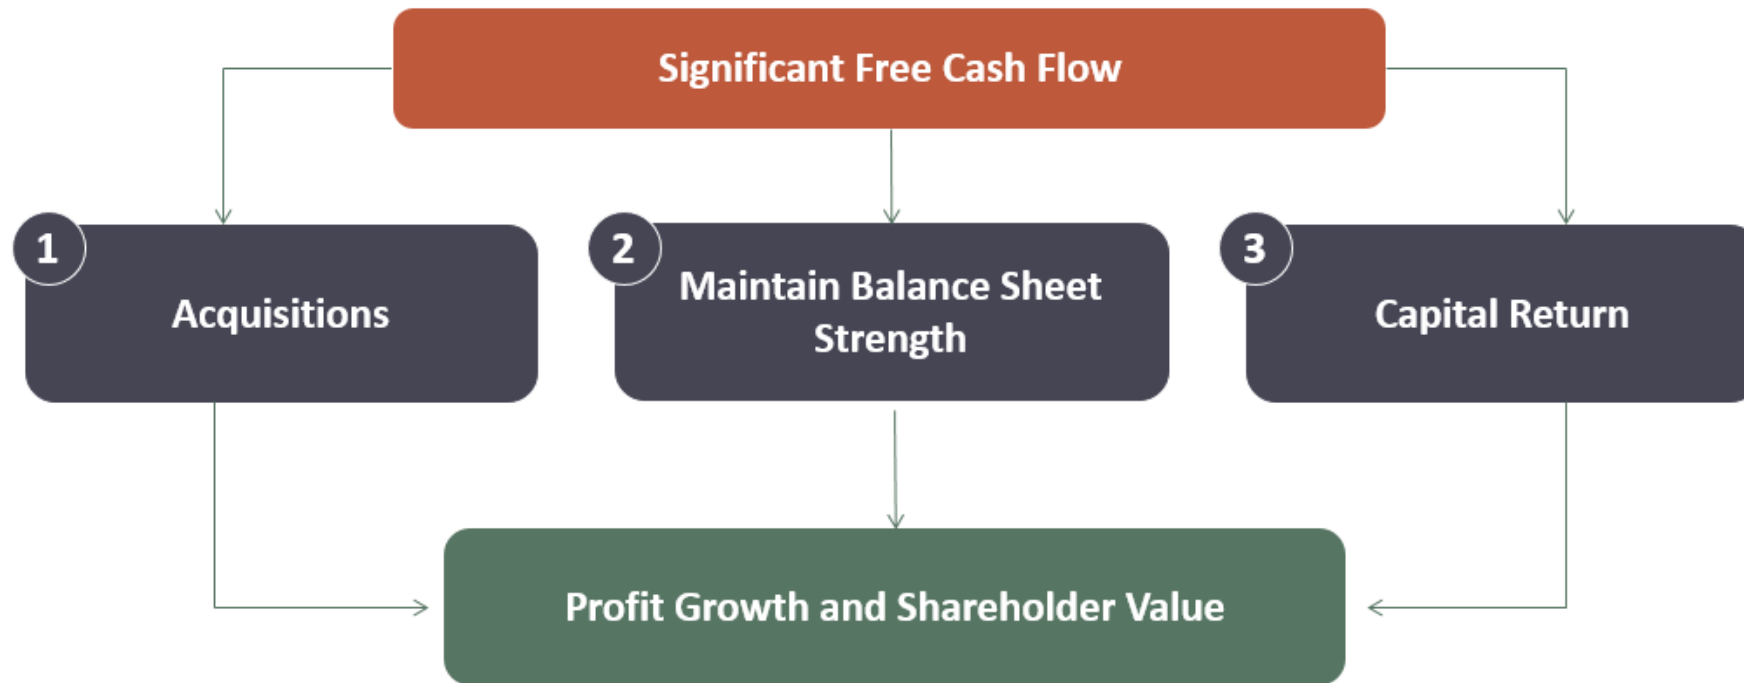 Significant Free Cash Flow
1
Acquisitions
2
Maintain Balance Sheet
Strength
3
Capital Return
Profit Growth and Shareholder Value